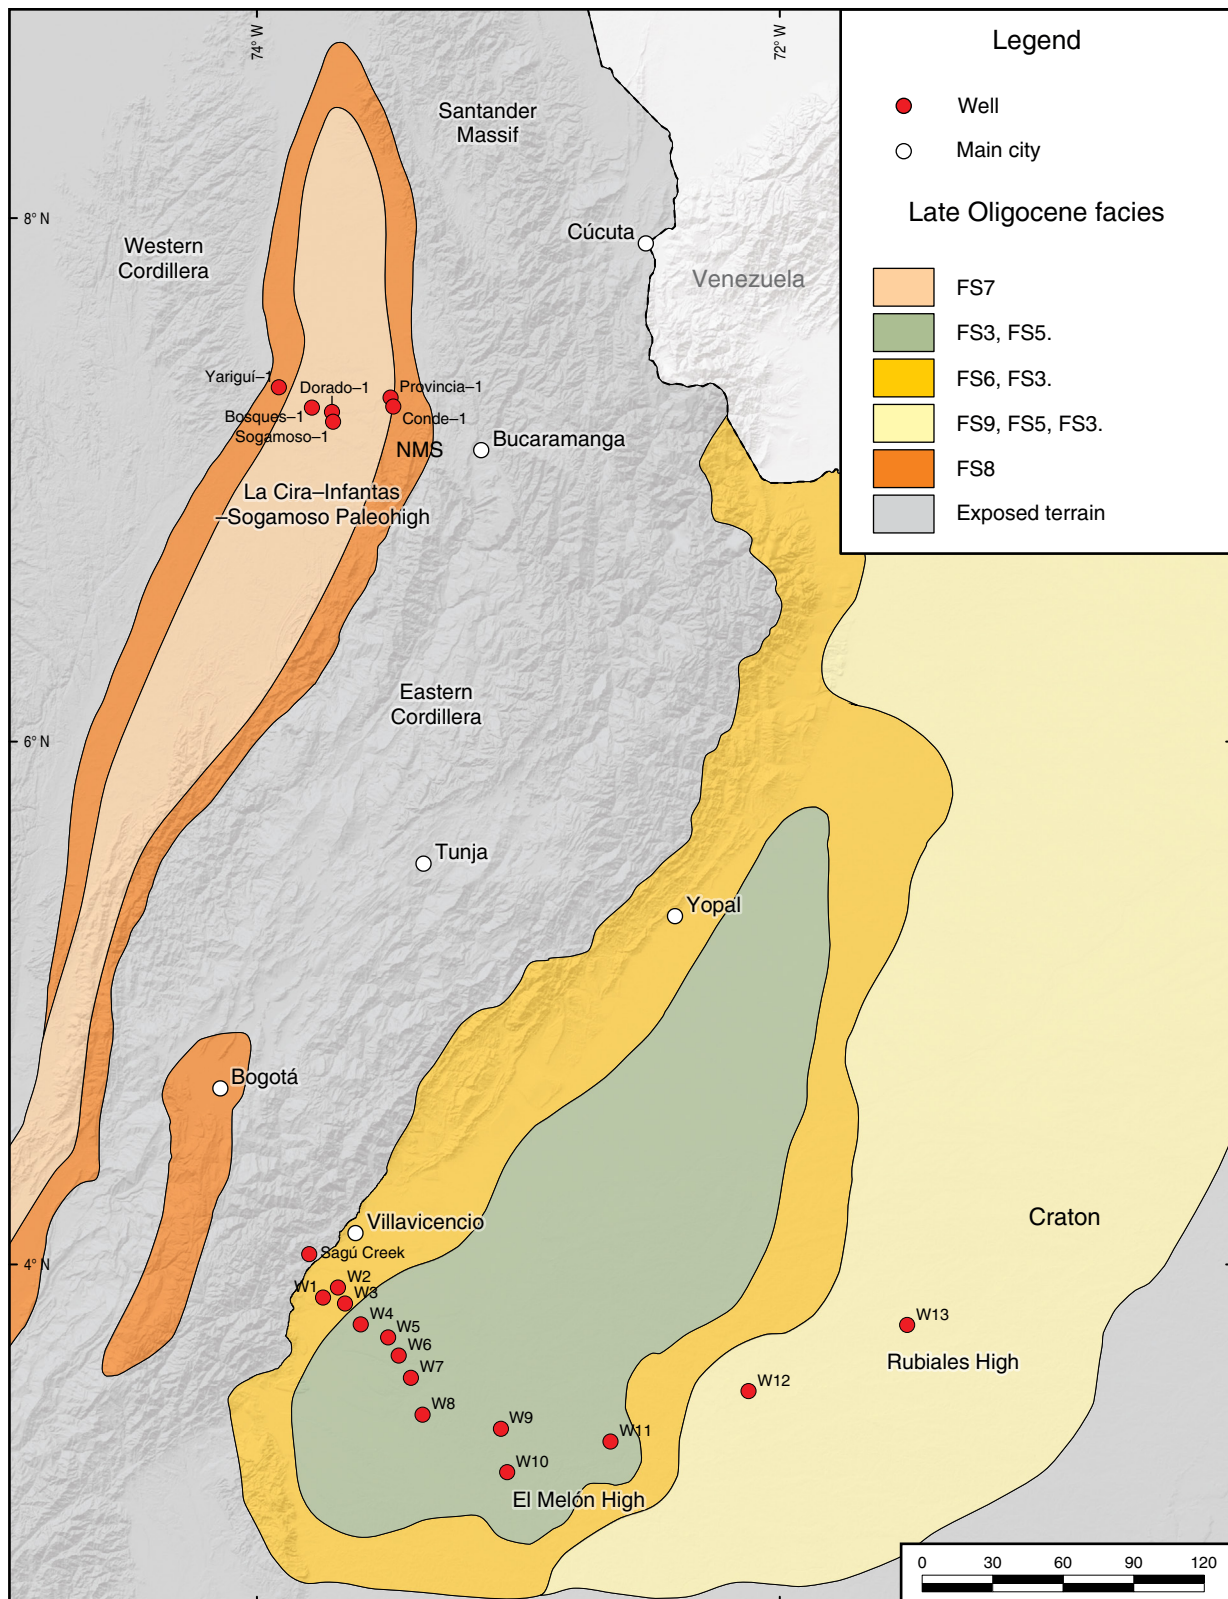 74° W
72° W
Legend
Well
Main city
Late Oligocene facies
FS7
FS3, FS5.
FS6, FS3.
FS9, FS5, FS3.
FS8
Exposed terrain
Santander
Massif
8° N
Western
Cordillera
Cúcuta
Venezuela
Yariguí–1
Dorado–1
Provincia–1
Bosques–1
Conde–1
Sogamoso–1
NMS
Bucaramanga
La Cira–Infantas
–Sogamoso Paleohigh
Eastern
Cordillera
6° N
Tunja
Yopal
Bogotá
Villavicencio
Craton
Sagú Creek
4° N
W1
W2
W3
W4
W5
W6
W7
W8
W9
W10
W11
W12
W13
Rubiales High
El Melón High
0 30 60 90 120